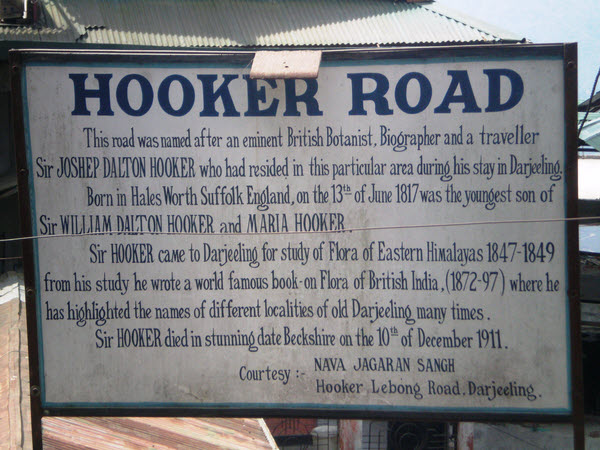 HOOKER ROAD
This road was named after an eminent British Botanist, Biographer and a traveller
Sir JOSHEP DALTON HOOKER who had resided in this particular area during his stay in Darjeeling.
Born in Hales Worth Suffolk England, on the 13th of June 1817 was the youngest son of
Sir WILLIAM DALTON HOOKER and MARIA HOOKER.
Sir HOOKER came to Darjeeling for study of Flora of Eastern Himalayas 1847-1849
from his study he wrote a world famous book-on Flora of British India, (1872-97) where he
has highlighted the names of different localities of old Darjeeling many times.
Sir HOOKER died in stunning date Beckshire on the 10th of December 1911.
Courtesy :- NAVA JAGARAN SANGH
Hooker Lebong Road, Darjeeling.